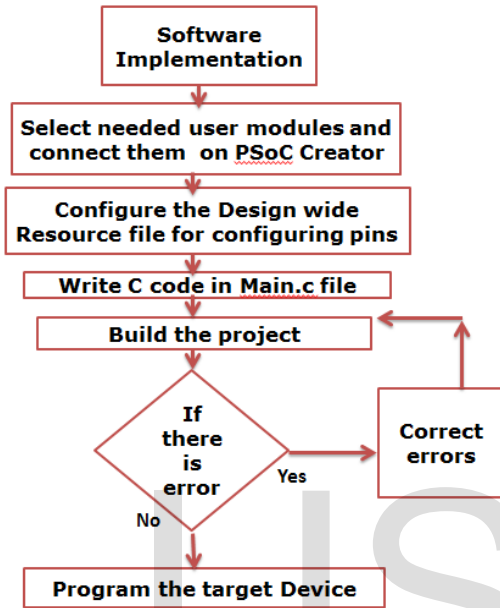 Software
Implementation
Select needed user modules and
connect them on PSoC Creator
Configure the Design wide
Resource file for configuring pins
Write C code in Main.c file
Build the project
If
there
is
error
Correct
errors
Yes
No
Program the target Device